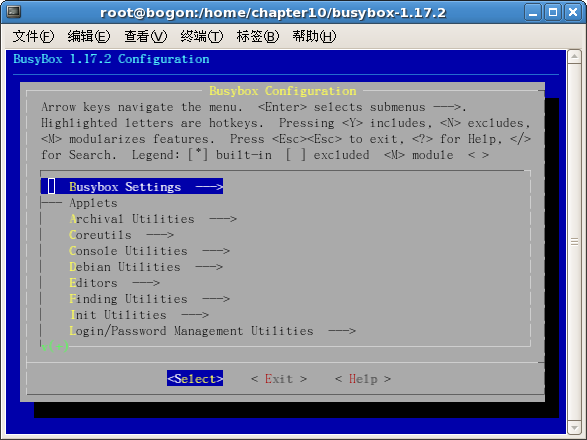 root@bogon:/home/chapter10/busybox-1.17.2
文件(F) 编辑(E) 查看(V) 终端(T) 标签(B) 帮助(H)
BusyBox 1.17.2 Configuration
Busybox Configuration
Arrow keys navigate the menu. <Enter> selects submenus --->.
Highlighted letters are hotkeys. Pressing <Y> includes, <N> excludes,
<M> modularizes features. Press <Esc><Esc> to exit, <?> for Help, </>
for Search. Legend: [*] built-in [ ] excluded <M> module < >
Busybox Settings --->
--- Applets
Archival Utilities --->
Coreutils --->
Console Utilities --->
Debian Utilities --->
Editors --->
Finding Utilities --->
Init Utilities --->
Login/Password Management Utilities --->
<Select> < Exit > < Help >